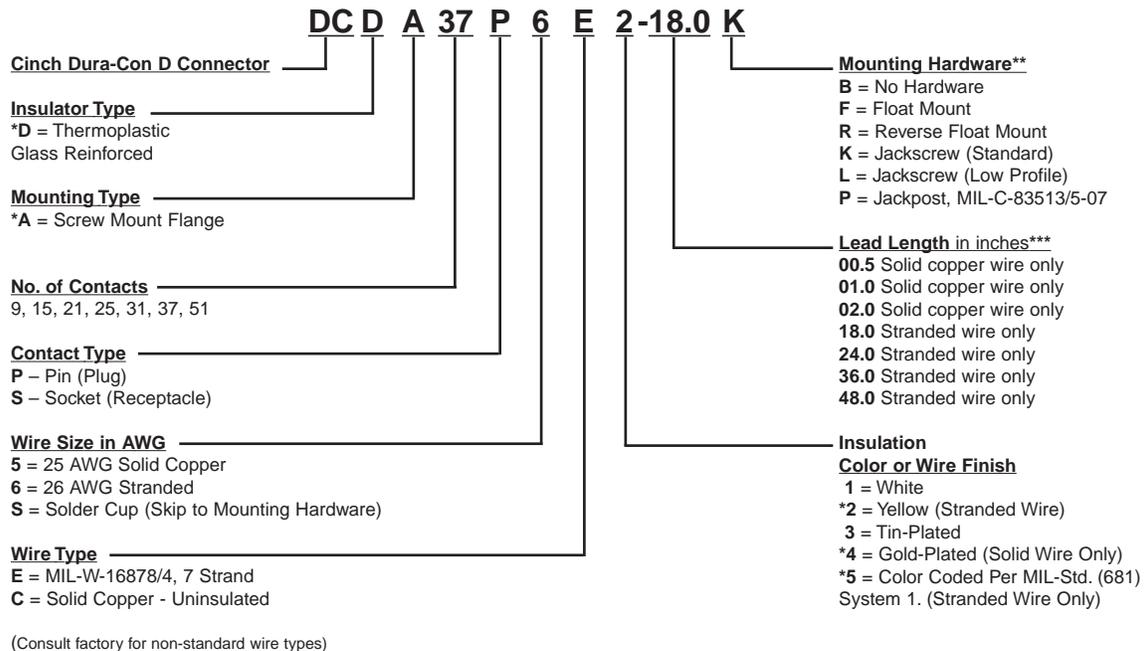 DC D A 37 P 6 E 2-18.0 K
Cinch Dura-Con D Connector
Insulator Type
*D = Thermoplastic
Glass Reinforced
Mounting Type
*A = Screw Mount Flange
No. of Contacts
9, 15, 21, 25, 31, 37, 51
Contact Type
P – Pin (Plug)
S – Socket (Receptacle)
Wire Size in AWG
5 = 25 AWG Solid Copper
6 = 26 AWG Stranded
S = Solder Cup (Skip to Mounting Hardware)
Wire Type
E = MIL-W-16878/4, 7 Strand
C = Solid Copper - Uninsulated
(Consult factory for non-standard wire types)
Mounting Hardware**
B = No Hardware
F = Float Mount
R = Reverse Float Mount
K = Jackscrew (Standard)
L = Jackscrew (Low Profile)
P = Jackpost, MIL-C-83513/5-07
Lead Length in inches***
00.5 Solid copper wire only
01.0 Solid copper wire only
02.0 Solid copper wire only
18.0 Stranded wire only
24.0 Stranded wire only
36.0 Stranded wire only
48.0 Stranded wire only
Insulation
Color or Wire Finish
1 = White
*2 = Yellow (Stranded Wire)
3 = Tin-Plated
*4 = Gold-Plated (Solid Wire Only)
*5 = Color Coded Per MIL-Std. (681)
System 1. (Stranded Wire Only)